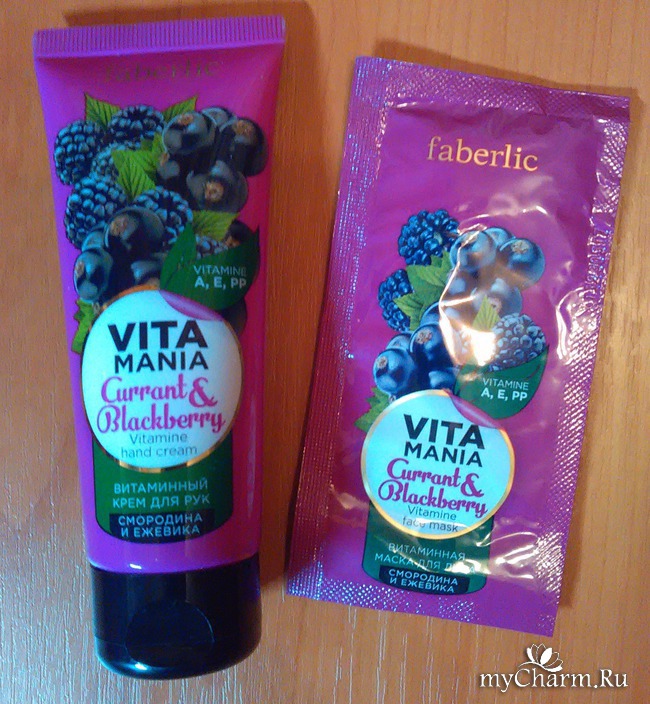 faberlic
VITAMINE
A, E, PP
VITA
MANIA
Currant &
Blackberry
Vitamine
hand cream
ВИТАМИННЫЙ
КРЕМ ДЛЯ РУК
СМОРОДИНА
И ЕЖЕВИКА
faberlic
VITAMINE
A, E, PP
VITA
MANIA
Currant &
Blackberry
Vitamine
face mask
ВИТАМИННАЯ
МАСКА ДЛЯ
СМОРОДИНА
И ЕЖЕВИКА
myCharm.Ru